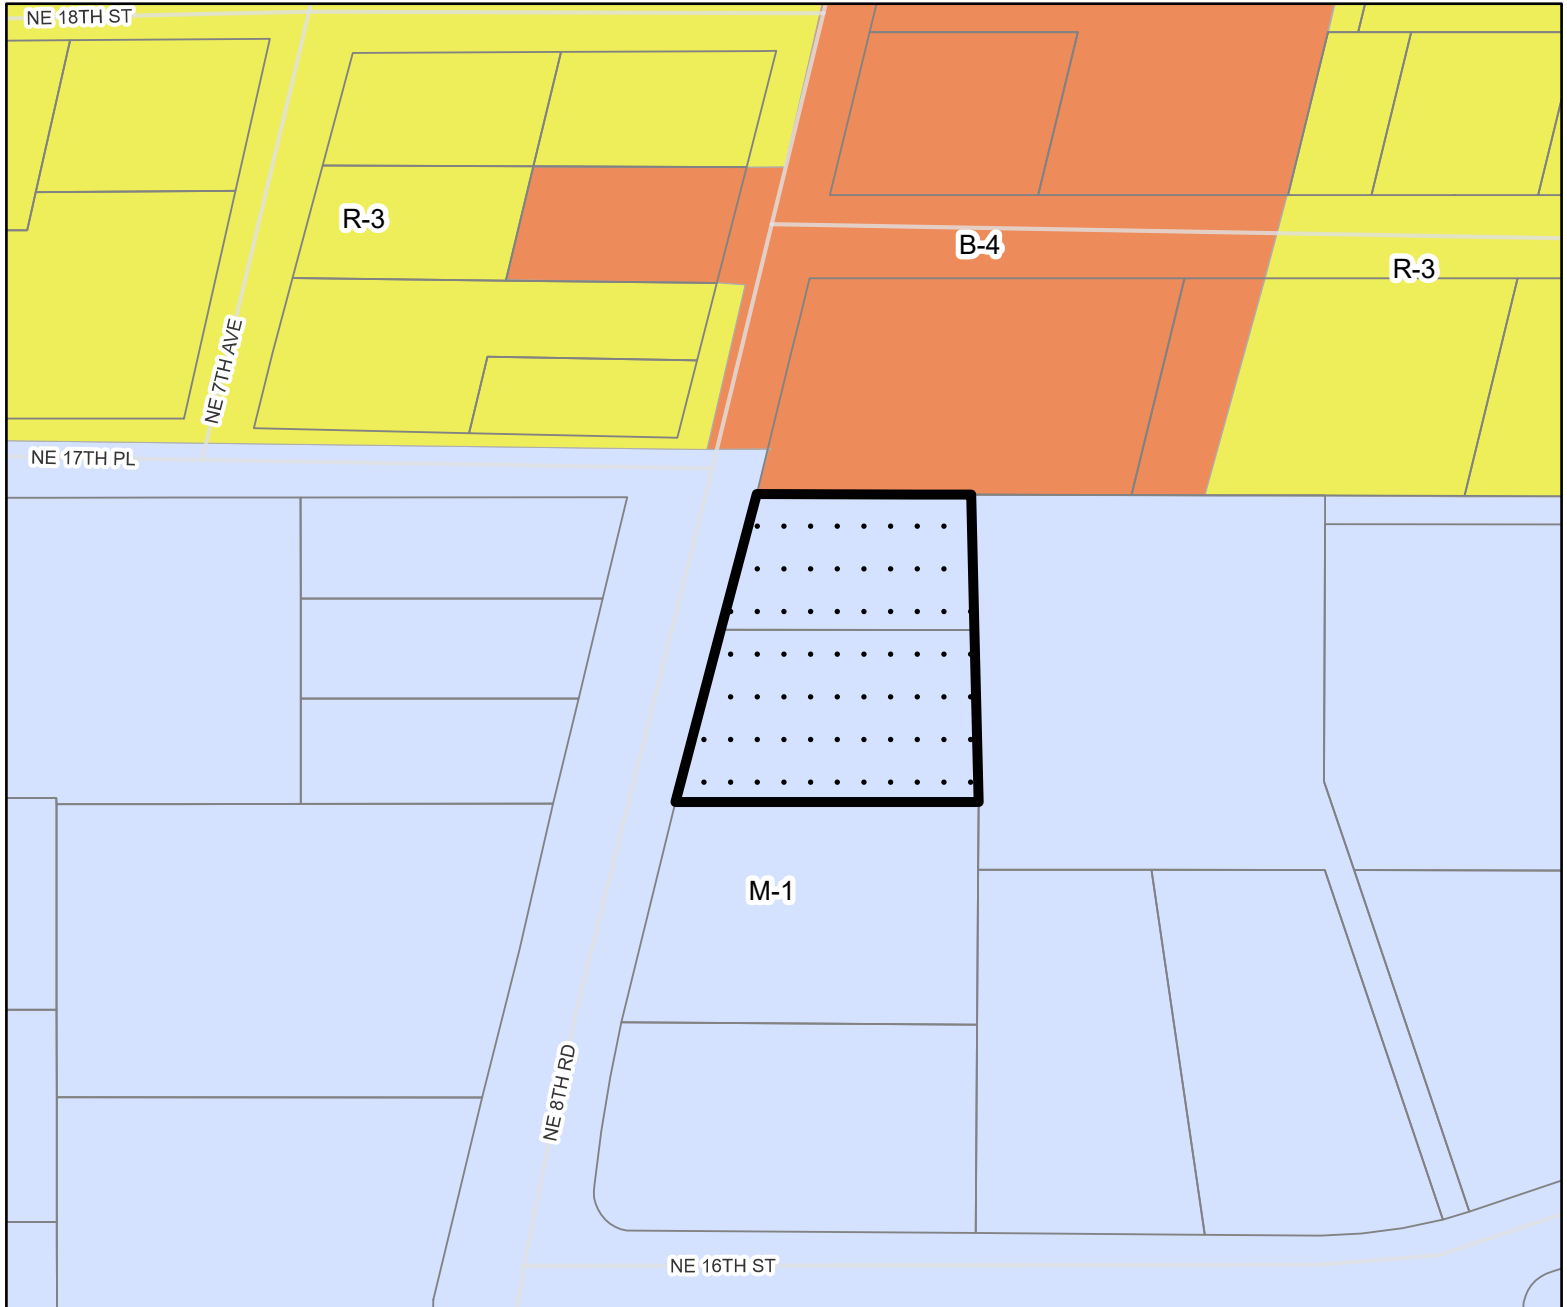 NE 18TH ST
R-3
B-4
R-3
NE 7TH AVE
NE 17TH PL
M-1
NE 8TH RD
NE 16TH ST